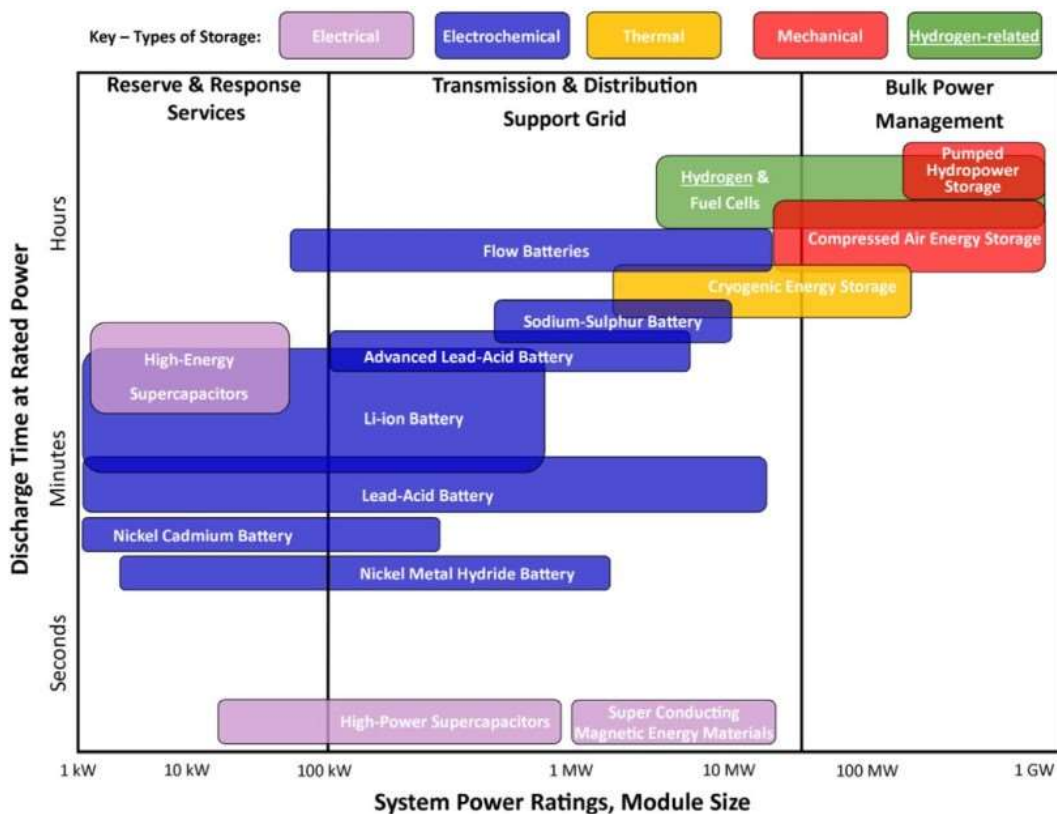 Key – Types of Storage: Electrical Electrochemical Thermal Mechanical Hydrogen-related
Reserve & Response
Services
Transmission & Distribution
Support Grid
Bulk Power
Management
Pumped
Hydropower
Storage
Hydrogen &
Fuel Cells
Compressed Air Energy Storage
Flow Batteries
Cryogenic Energy Storage
Sodium-Sulphur Battery
Advanced Lead-Acid Battery
High-Energy
Supercapacitors
Li-ion Battery
Lead-Acid Battery
Nickel Cadmium Battery
Nickel Metal Hydride Battery
High-Power Supercapacitors
Super Conducting
Magnetic Energy Materials
Discharge Time at Rated Power
Hours
Minutes
Seconds
1 kW 10 kW 100 kW 1 MW 10 MW 100 MW 1 GW
System Power Ratings, Module Size